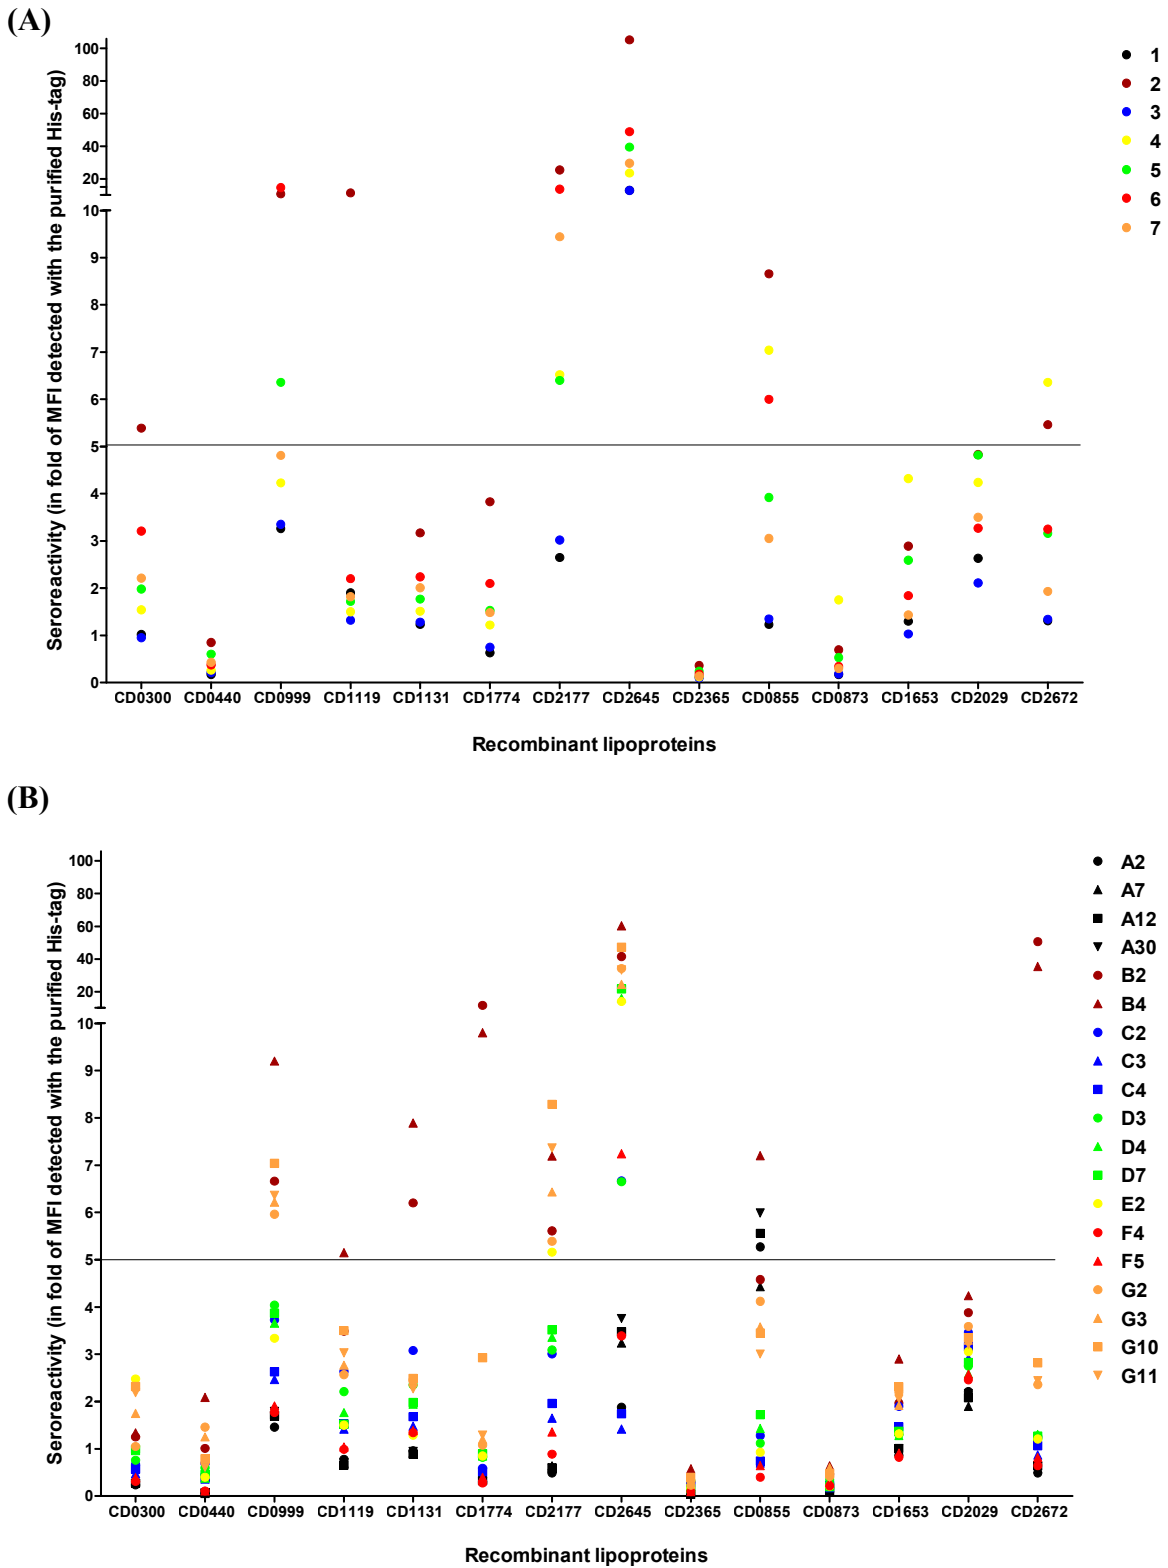 (A)
Seroreactivity (in fold of MFI detected with the purified His-tag)
100
80
60
40
20
10
9
8
7
6
5
4
3
2
1
0
CD0300 CD0440 CD0999 CD1119 CD1131 CD1774 CD2177 CD2645 CD2365 CD0855 CD0873 CD1653 CD2029 CD2672
Recombinant lipoproteins
1
2
3
4
5
6
7
(B)
Seroreactivity (in fold of MFI detected with the purified His-tag)
100
80
60
40
20
10
9
8
7
6
5
4
3
2
1
0
CD0300 CD0440 CD0999 CD1119 CD1131 CD1774 CD2177 CD2645 CD2365 CD0855 CD0873 CD1653 CD2029 CD2672
Recombinant lipoproteins
A2
A7
A12
A30
B2
B4
C2
C3
C4
D3
D4
D7
E2
F4
F5
G2
G3
G10
G11